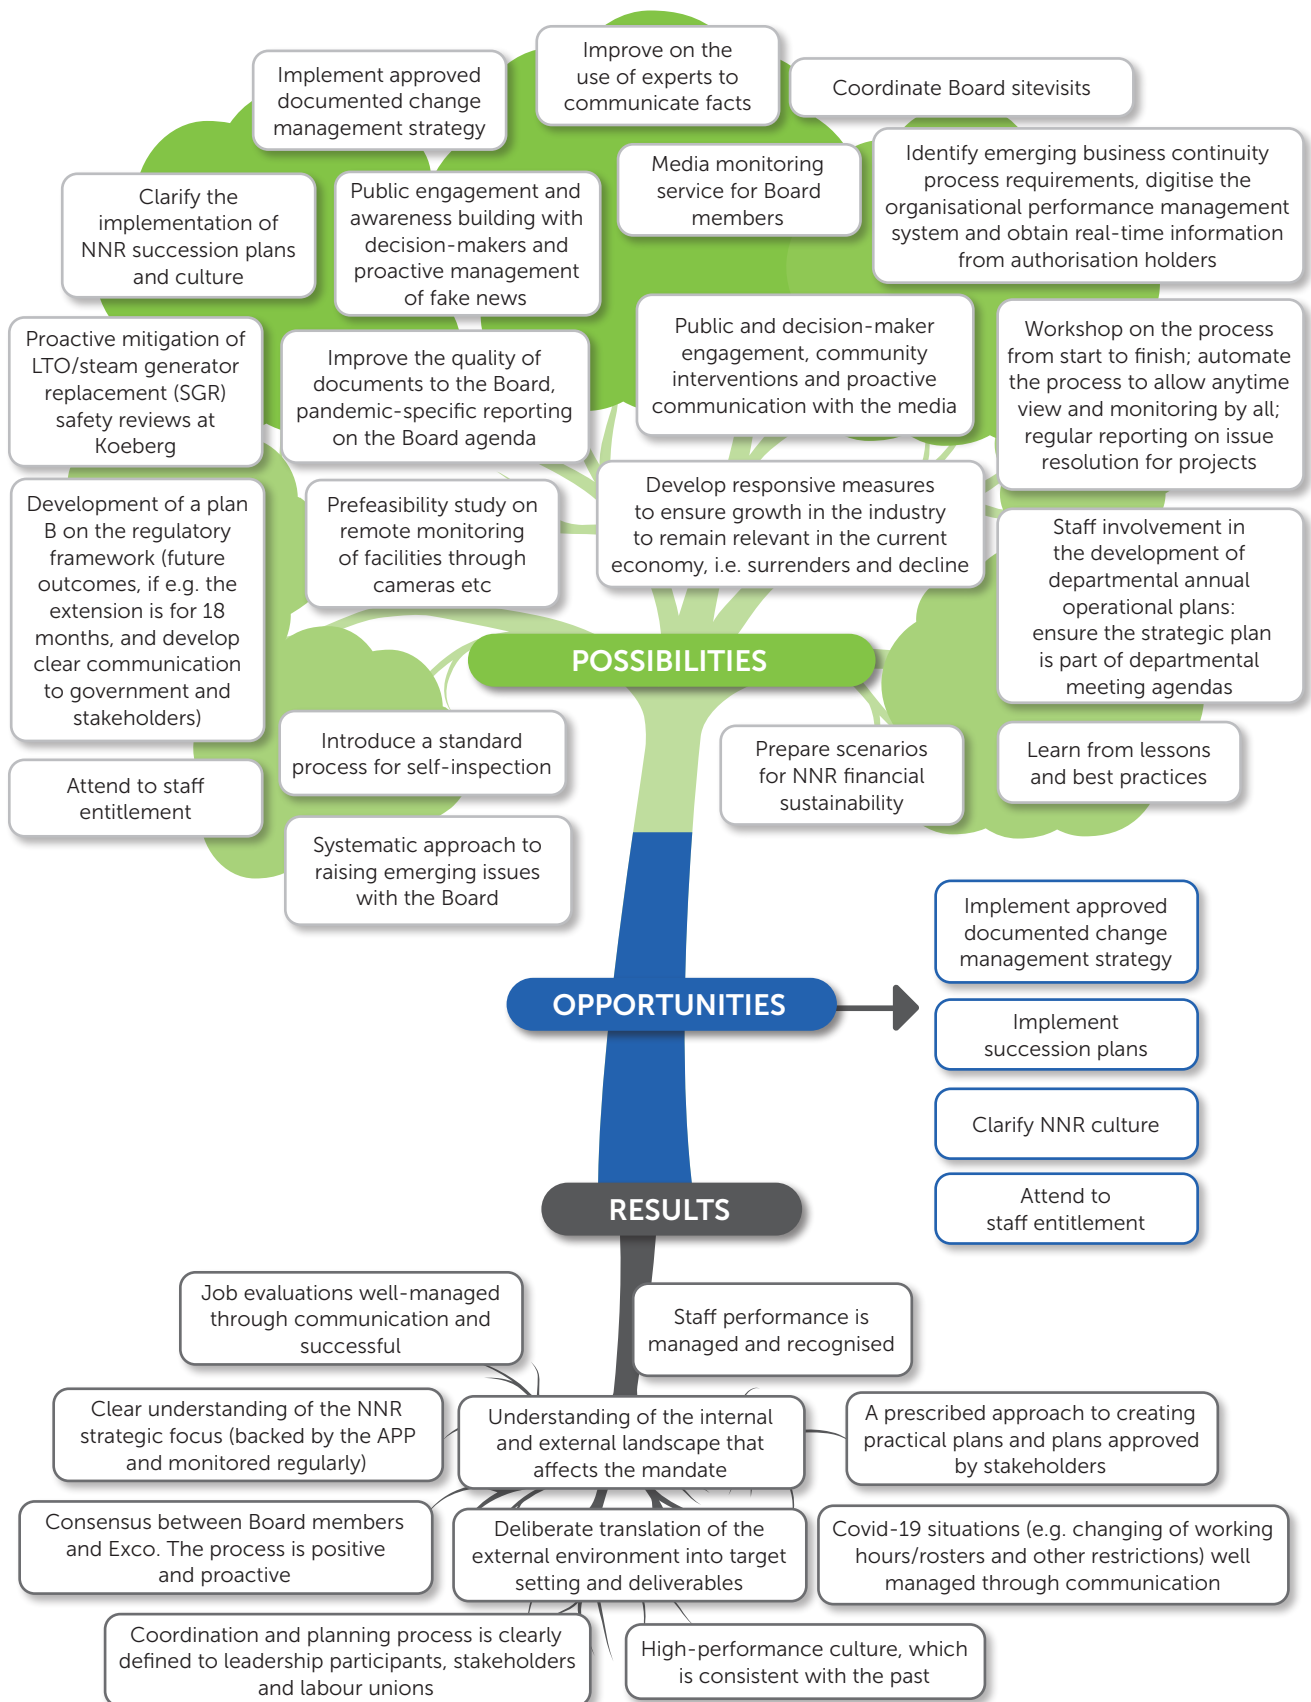 Improve on the
use of experts to
communicate facts
Implement approved
documented change
management strategy
Coordinate Board sitevisits
Identify emerging business continuity
process requirements, digitise the
organisational performance management
system and obtain real-time information
from authorisation holders
Media monitoring
service for Board
members
Clarify the
implementation of
NNR succession plans
and culture
Public engagement and
awareness building with
decision-makers and
proactive management
of fake news
Public and decision-maker
engagement, community
interventions and proactive
communication with the media
Workshop on the process
from start to finish; automate
the process to allow anytime
view and monitoring by all;
regular reporting on issue
resolution for projects
Proactive mitigation of
LTO/steam generator
replacement (SGR)
safety reviews at
Koeberg
Improve the quality of
documents to the Board,
pandemic-specific reporting
on the Board agenda
Develop responsive measures
to ensure growth in the industry
to remain relevant in the current
economy, i.e. surrenders and decline
Development of a plan
B on the regulatory
framework (future
outcomes, if e.g. the
extension is for 18
months, and develop
clear communication
to government and
stakeholders)
Prefeasibility study on
remote monitoring
of facilities through
cameras etc
Staff involvement in
the development of
departmental annual
operational plans:
ensure the strategic plan
is part of departmental
meeting agendas
POSSIBILITIES
Introduce a standard
process for self-inspection
Prepare scenarios
for NNR financial
sustainability
Learn from lessons
and best practices
Attend to staff
entitlement
Systematic approach to
raising emerging issues
with the Board
OPPORTUNITIES
Implement approved
documented change
management strategy
Implement
succession plans
Clarify NNR culture
Attend to
staff entitlement
RESULTS
Job evaluations well-managed
through communication and
successful
Staff performance is
managed and recognised
Clear understanding of the NNR
strategic focus (backed by the APP
and monitored regularly)
Understanding of the internal
and external landscape that
affects the mandate
A prescribed approach to creating
practical plans and plans approved
by stakeholders
Consensus between Board members
and Exco. The process is positive
and proactive
Deliberate translation of the
external environment into target
setting and deliverables
Covid-19 situations (e.g. changing of working
hours/rosters and other restrictions) well
managed through communication
Coordination and planning process is clearly
defined to leadership participants, stakeholders
and labour unions
High-performance culture, which
is consistent with the past